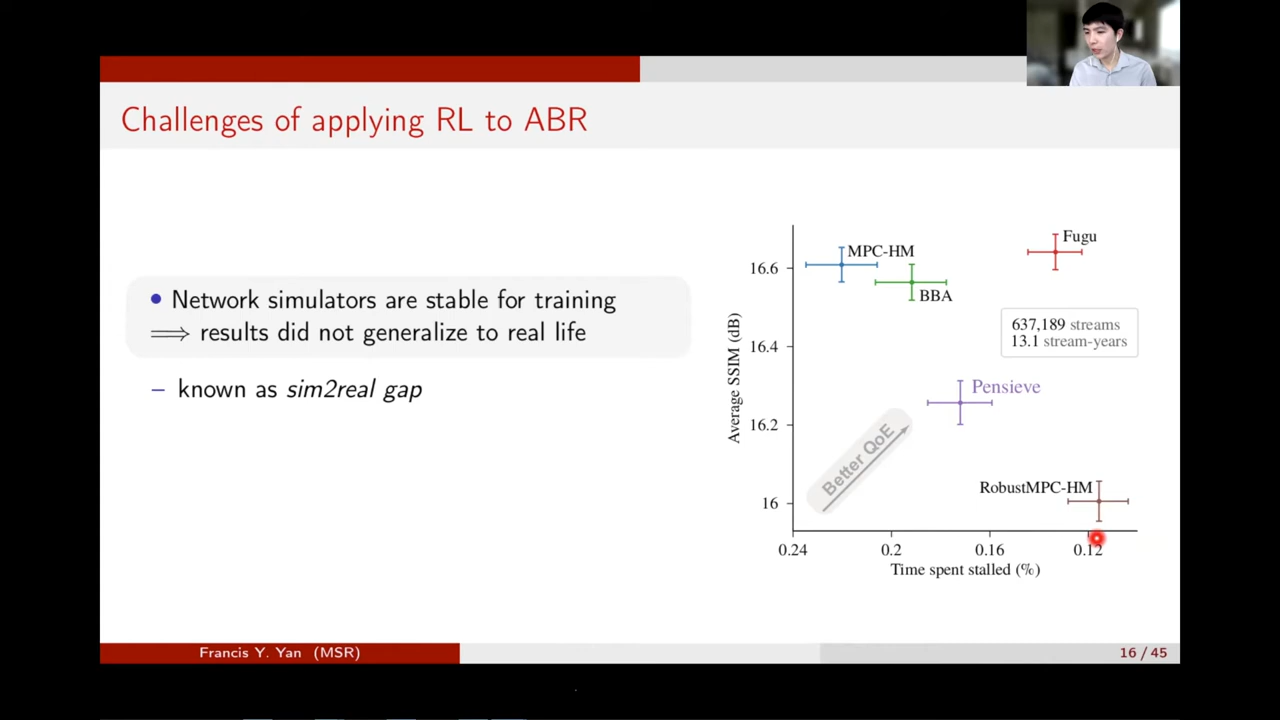 Challenges of applying RL to ABR
• Network simulators are stable for training
⟹ results did not generalize to real life
– known as sim2real gap
Average SSIM (dB)
16.6
16.4
16.2
16
MPC-HM
BBA
Fugu
637,189 streams
13.1 stream-years
Pensieve
Better QoE
RobustMPC-HM
0.24 0.2 0.16 0.12
Time spent stalled (%)
Francis Y. Yan (MSR)
16 / 45